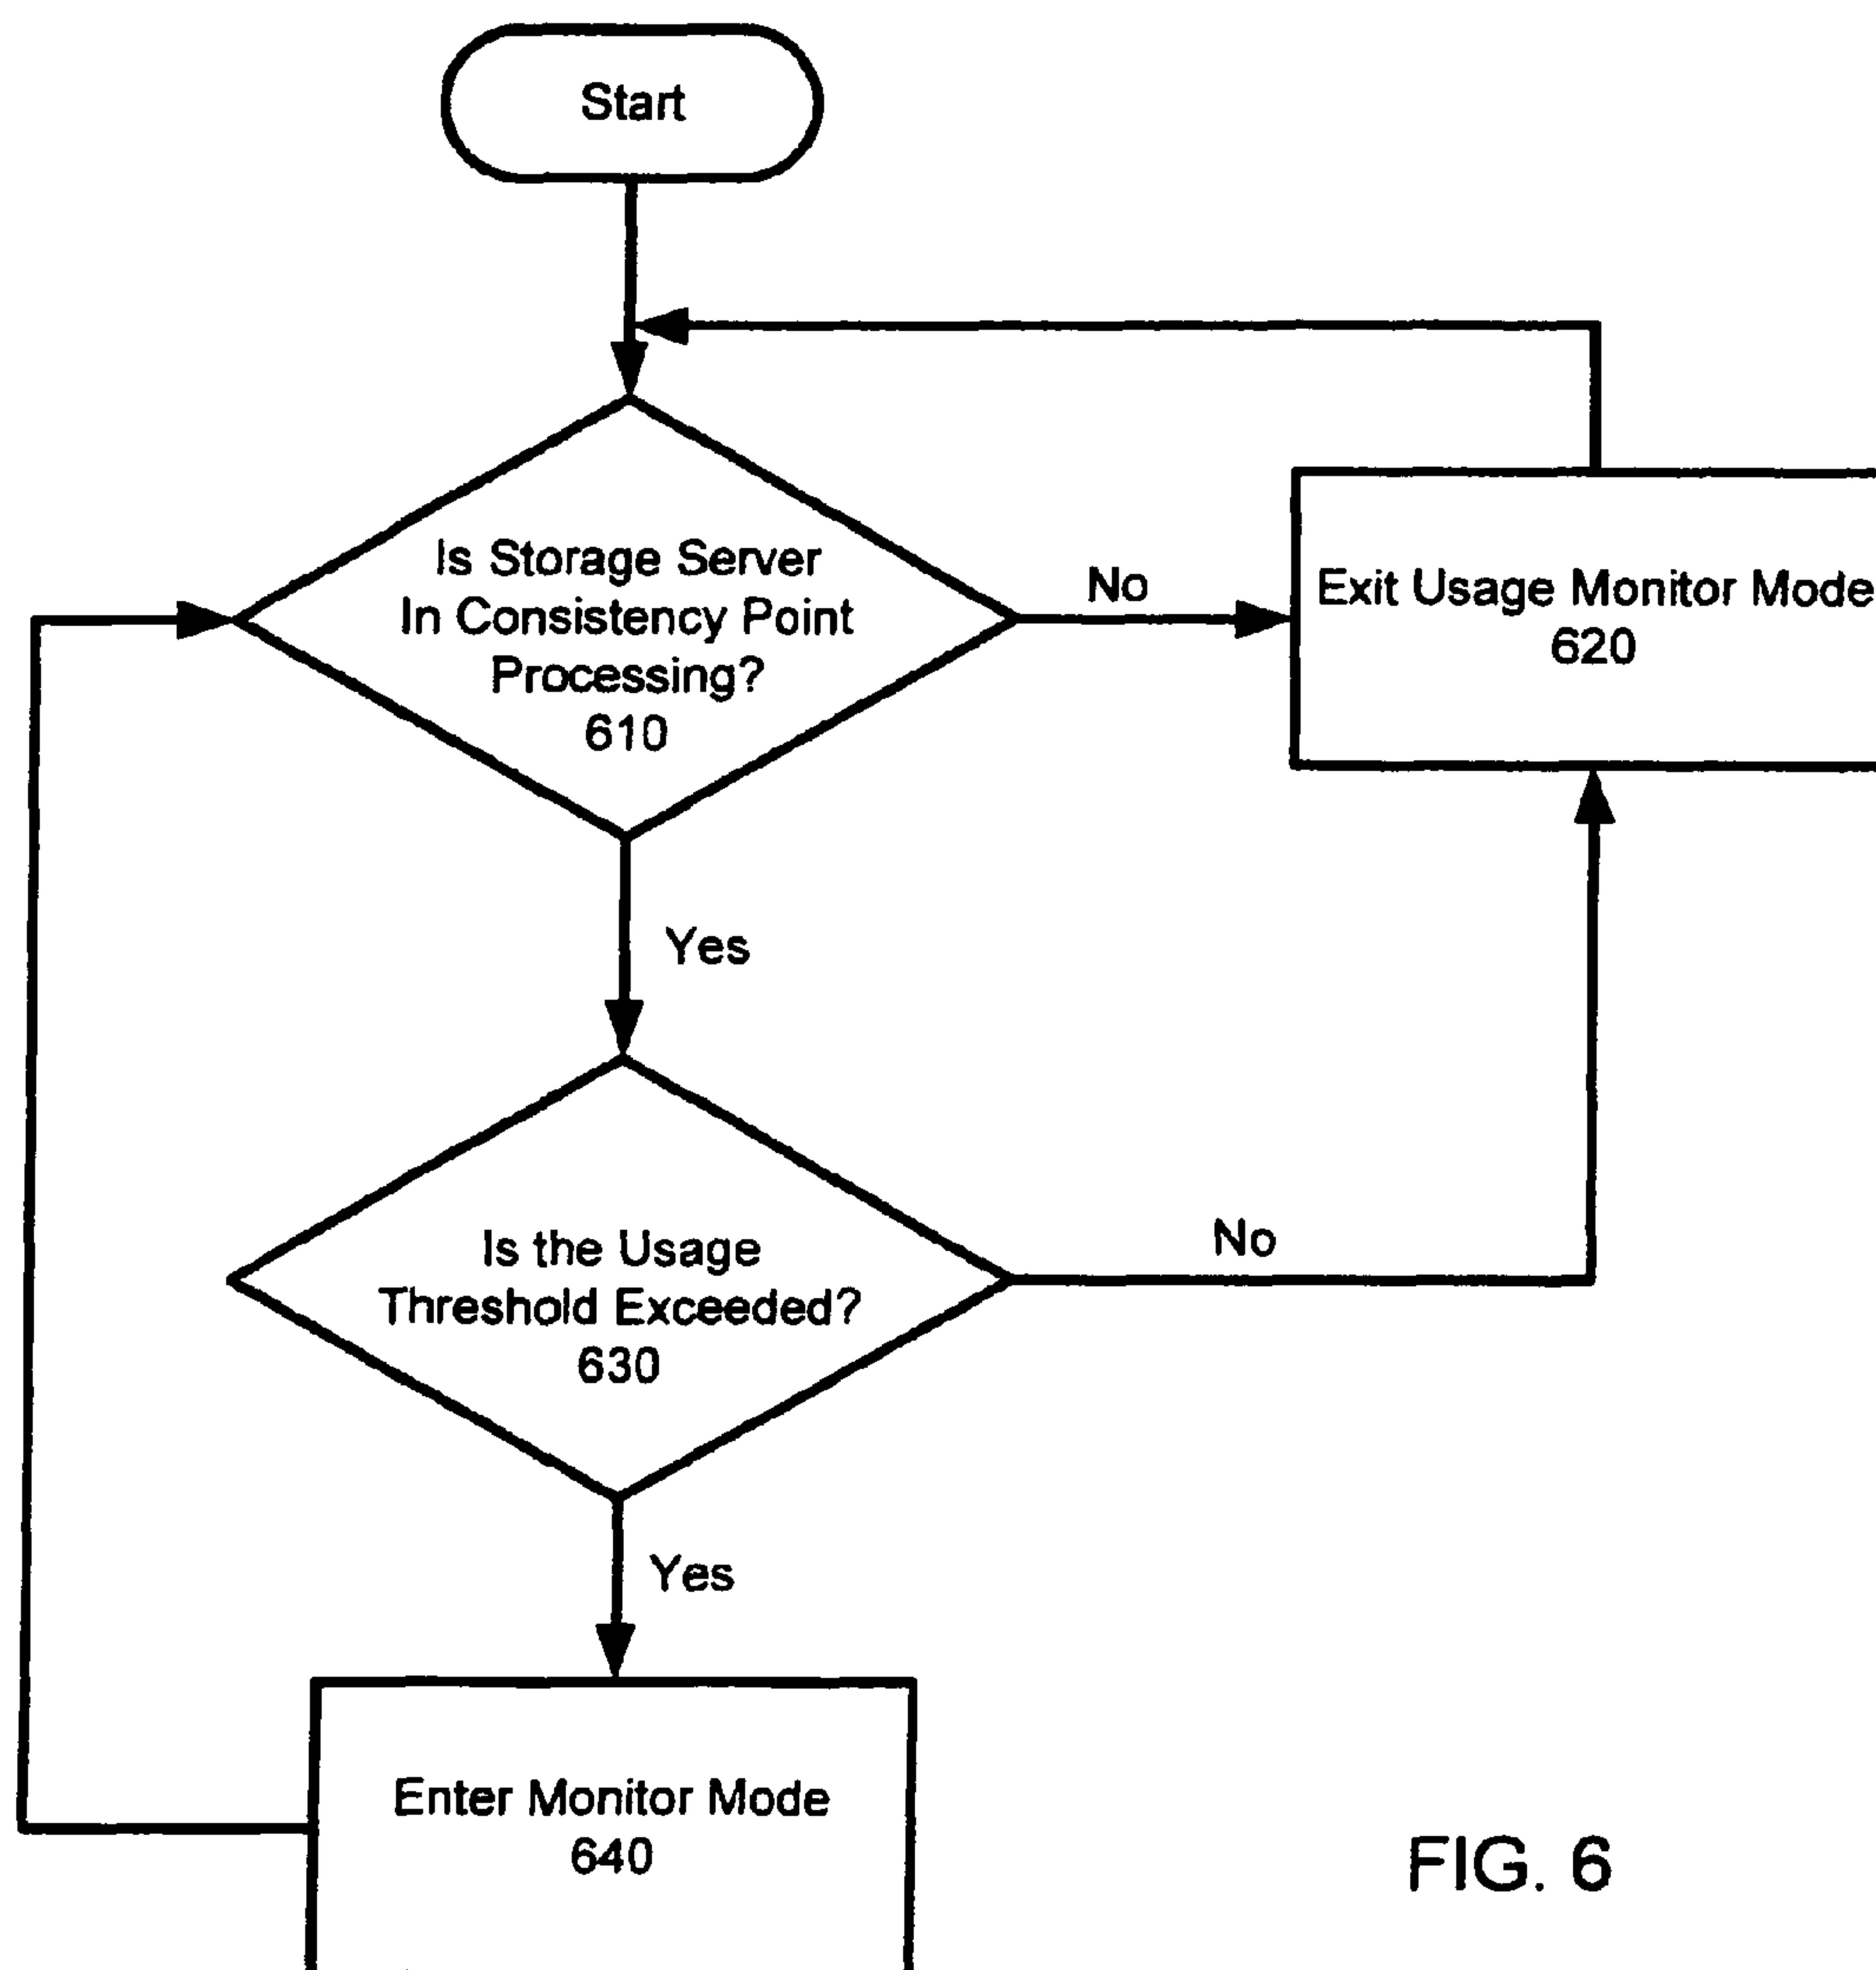 Start
Is Storage Server
In Consistency Point
Processing?
610
No
Exit Usage Monitor Mode
620
Yes
Is the Usage
Threshold Exceeded?
630
No
Yes
Enter Monitor Mode
640
FIG. 6